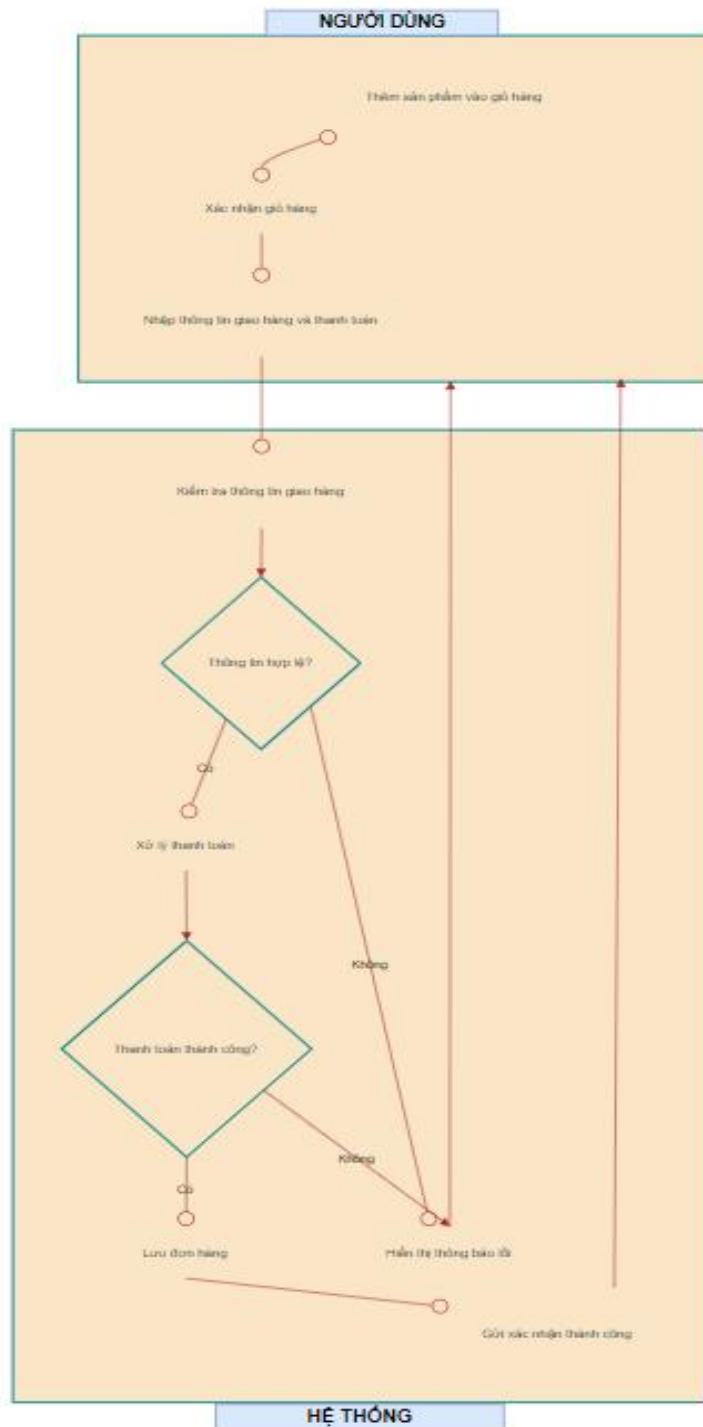 NGƯỜI DÙNG
Thêm sản phẩm vào giỏ hàng
Xác nhận giỏ hàng
Nhập thông tin giao hàng và thanh toán
Kiểm tra thông tin giao hàng
Thông tin hợp lệ?
Có
Xử lý thanh toán
Không
Thanh toán thành công?
Không
Có
Lưu đơn hàng
Hiển thị thông báo lỗi
Gửi xác nhận thành công
HỆ THỐNG